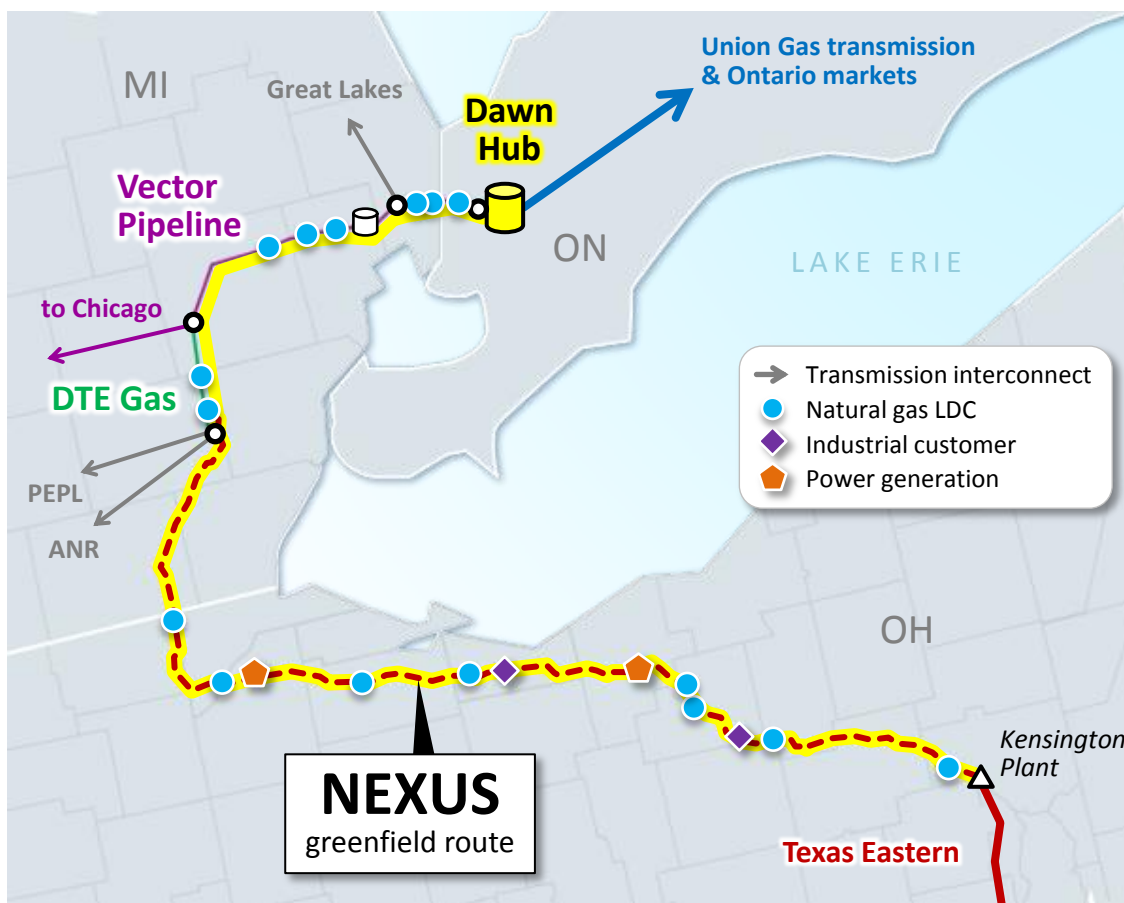 Union Gas transmission
& Ontario markets
MI
Great Lakes
Dawn
Hub
Vector
Pipeline
ON
LAKE ERIE
to Chicago
DTE Gas
Transmission interconnect
Natural gas LDC
Industrial customer
Power generation
PEPL
ANR
OH
NEXUS
greenfield route
Kensington
Plant
Texas Eastern